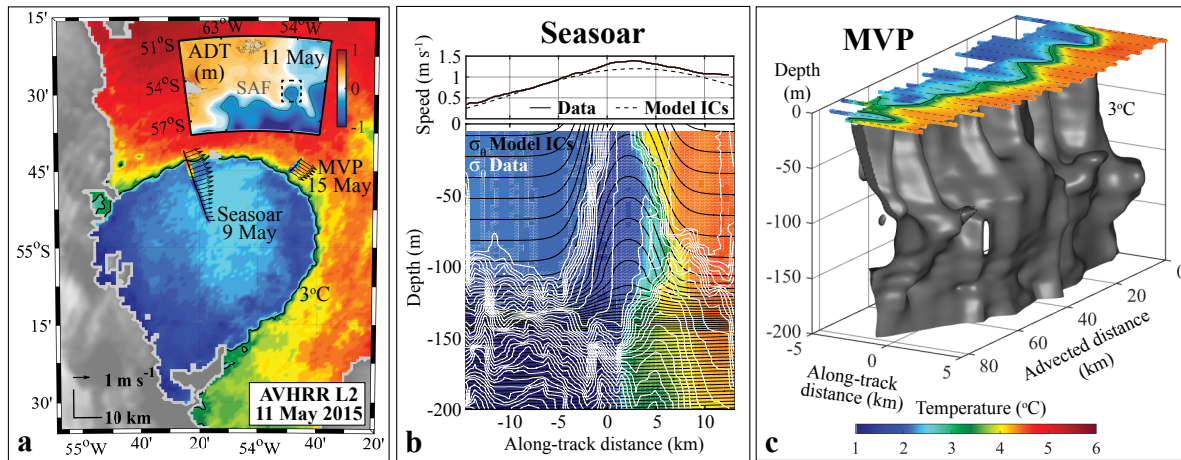 15'
30'
45'
55°S
15'
30'
55°W
40'
20'
54°W
40'
63°W
54°W
51°S
54°S
57°S
ADT
(m)
11 May
SAF
1
0
-1
MVP
15 May
Seasoar
9 May
3°C
1 m s⁻¹
10 km
AVHRR L2
11 May 2015
a
Seasoar
Speed (m s⁻¹)
1.5
1
0.5
0
Data
Model ICs
σθ Model ICs
σθ Data
Depth (m)
-50
-100
-150
-200
-10
-5
0
5
10
Along-track distance (km)
b
MVP
Depth
(m)
0
-50
-100
-150
-200
3°C
-5
0
5
Along-track
distance (km)
80
60
40
20
0
Advected distance
(km)
Temperature (°C)
1
2
3
4
5
6
c